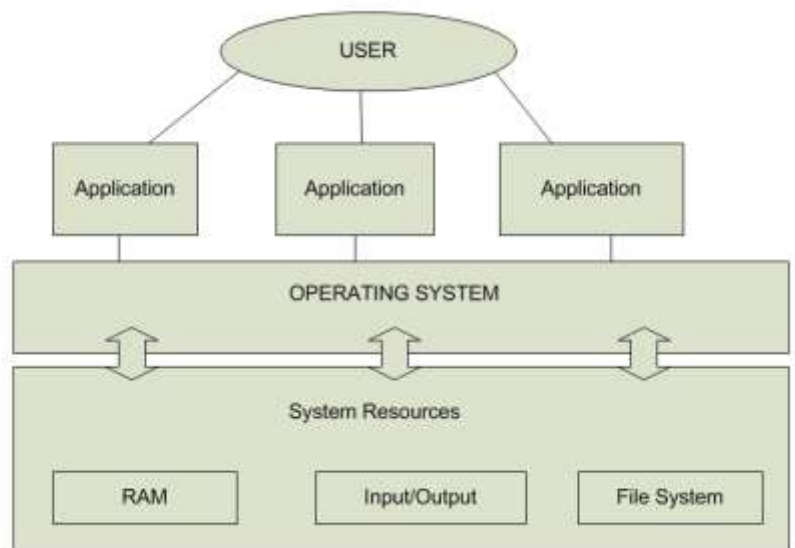 USER
Application
Application
Application
OPERATING SYSTEM
System Resources
RAM
Input/Output
File System